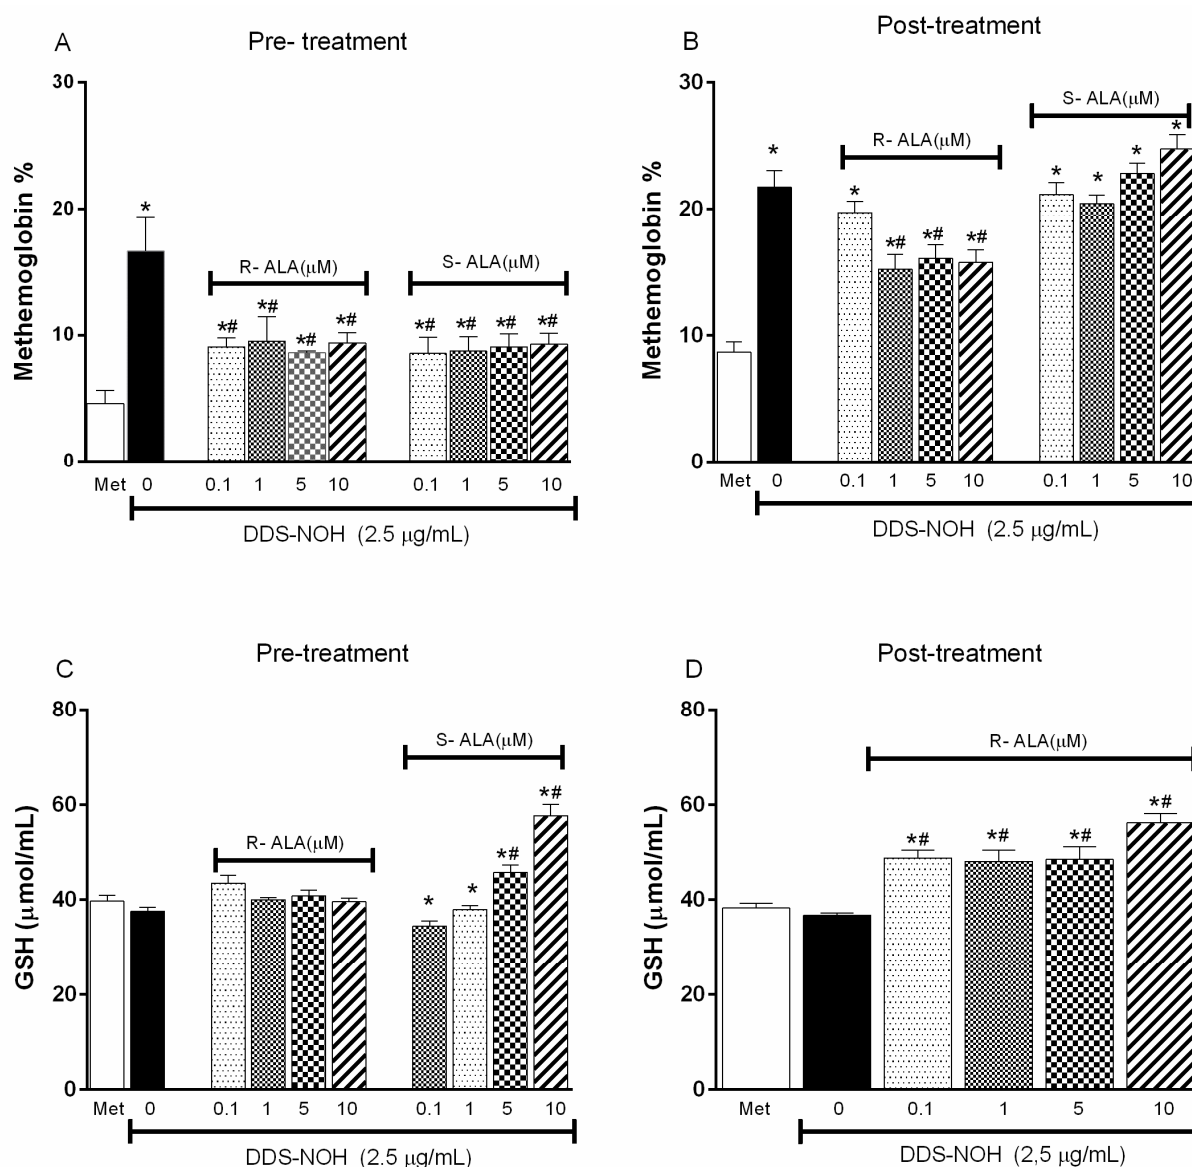 A
Pre- treatment
30
20
10
0
Methemoglobin %
*
R- ALA(μM)
S- ALA(μM)
*# *# *# *# *# *# *# *#
Met 0 0.1 1 5 10 0.1 1 5 10
DDS-NOH (2.5 μg/mL)
B
Post-treatment
30
20
10
0
Methemoglobin %
S- ALA(μM)
R- ALA(μM)
* * *# *# *# * * * *
Met 0 0.1 1 5 10 0.1 1 5 10
DDS-NOH (2.5 μg/mL)
C
Pre-treatment
80
60
40
20
0
GSH (μmol/mL)
S- ALA(μM)
R- ALA(μM)
* * *# *#
Met 0 0.1 1 5 10 0.1 1 5 10
DDS-NOH (2.5 μg/mL)
D
Post-treatment
80
60
40
20
0
GSH (μmol/mL)
R- ALA(μM)
*# *# *# *#
Met 0 0.1 1 5 10
DDS-NOH (2,5 μg/mL)